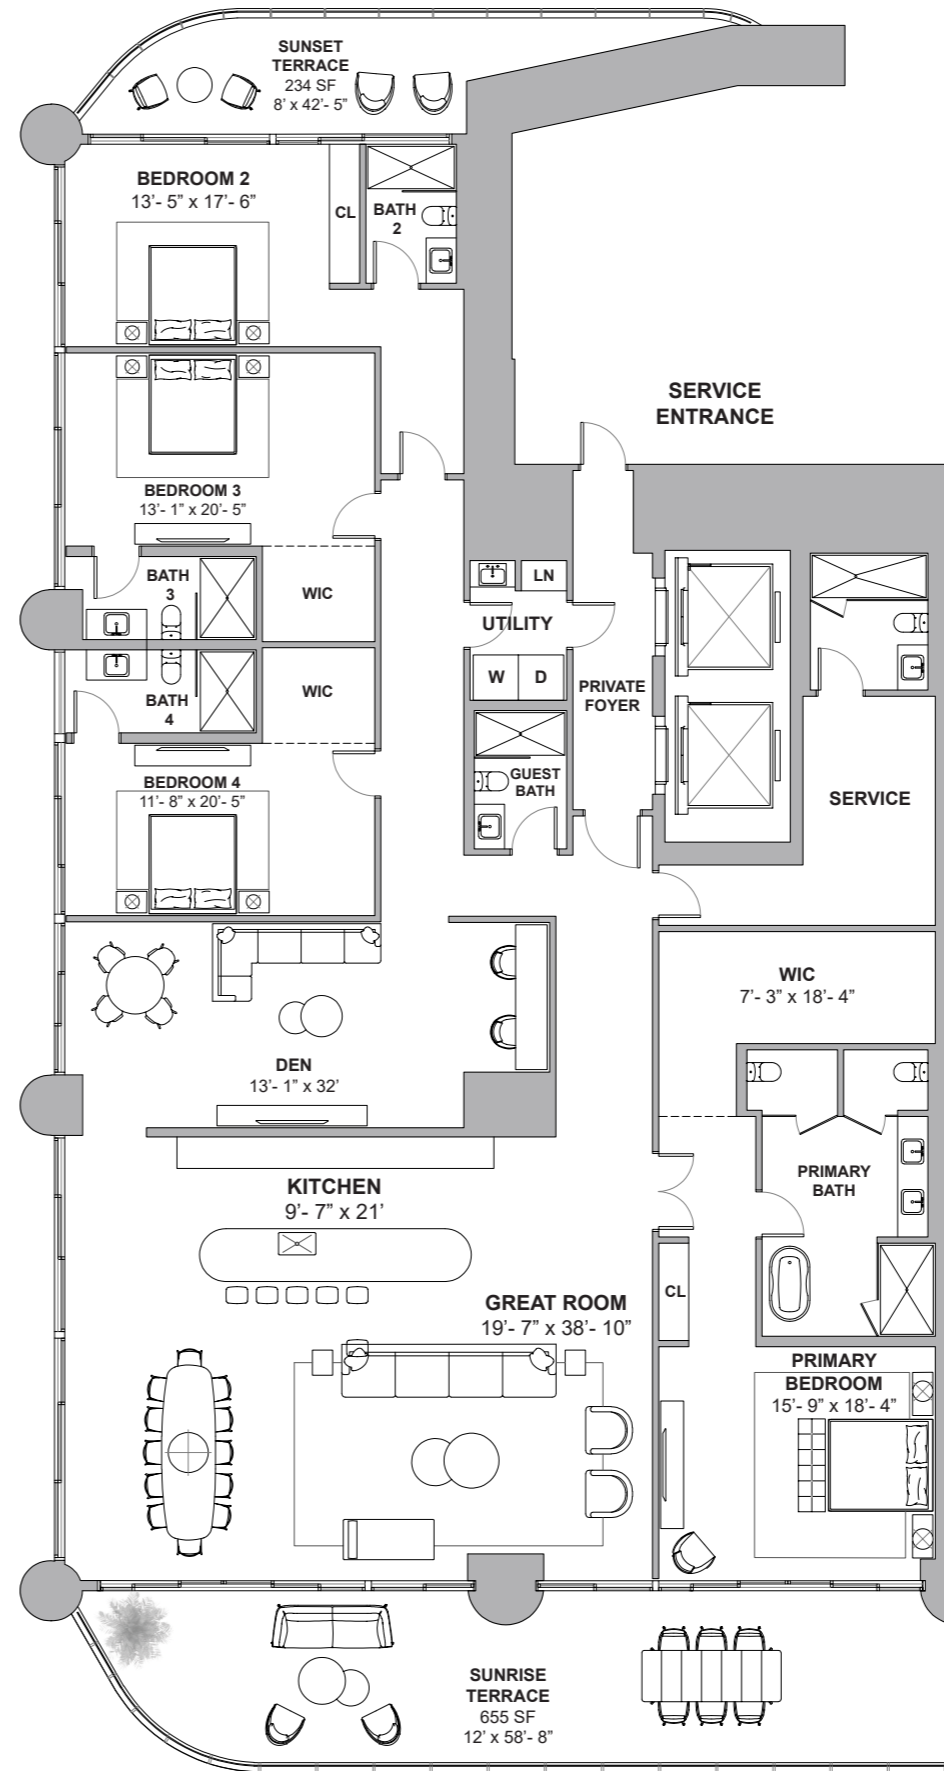 SUNSET
TERRACE
234 SF
8’ x 42’- 5”
BEDROOM 2
13’- 5” x 17’- 6”
CL
BATH
2
SERVICE
ENTRANCE
BEDROOM 3
13’- 1” x 20’- 5”
BATH
3
WIC
LN
UTILITY
W
D
PRIVATE
FOYER
WIC
BATH
4
GUEST
BATH
BEDROOM 4
11’- 8” x 20’- 5”
SERVICE
WIC
7’- 3” x 18’- 4”
DEN
13’- 1” x 32’
PRIMARY
BATH
KITCHEN
9’- 7” x 21’
CL
GREAT ROOM
19’- 7” x 38’- 10”
PRIMARY
BEDROOM
15’- 9” x 18’- 4”
SUNRISE
TERRACE
655 SF
12’ x 58’- 8”